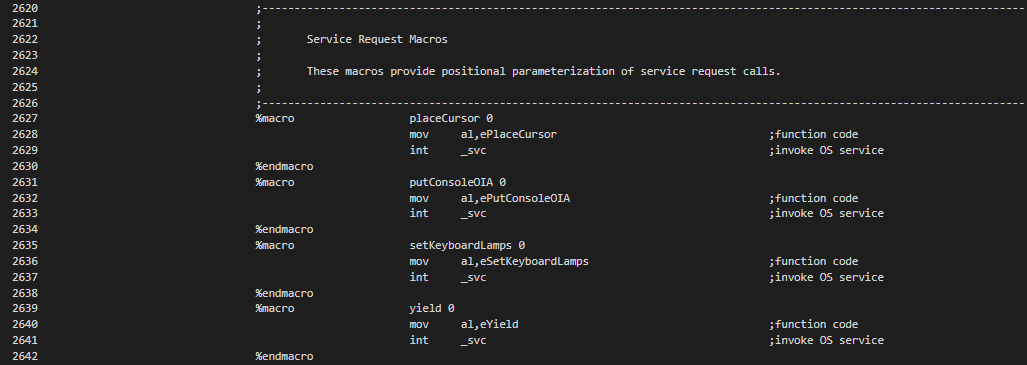 2620 ;-----------------------------------------------------------------------------------------------------------------------
2621 ;
2622 ; Service Request Macros
2623 ;
2624 ; These macros provide positional parameterization of service request calls.
2625 ;
2626 ;-----------------------------------------------------------------------------------------------------------------------
2627 %macro placeCursor 0
2628 mov al,ePlaceCursor ;function code
2629 int _svc ;invoke OS service
2630 %endmacro
2631 %macro putConsoleOIA 0
2632 mov al,ePutConsoleOIA ;function code
2633 int _svc ;invoke OS service
2634 %endmacro
2635 %macro setKeyboardLamps 0
2636 mov al,eSetKeyboardLamps ;function code
2637 int _svc ;invoke OS service
2638 %endmacro
2639 %macro yield 0
2640 mov al,eYield ;function code
2641 int _svc ;invoke OS service
2642 %endmacro